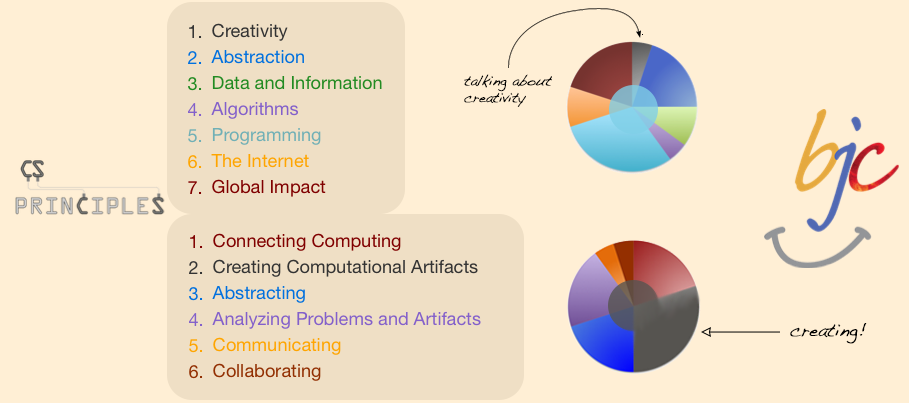 1. Creativity
2. Abstraction
3. Data and Information
4. Algorithms
5. Programming
6. The Internet
7. Global Impact
talking about
creativity
CS
PRINCIPLES
bjc
1. Connecting Computing
2. Creating Computational Artifacts
3. Abstracting
4. Analyzing Problems and Artifacts
5. Communicating
6. Collaborating
creating!